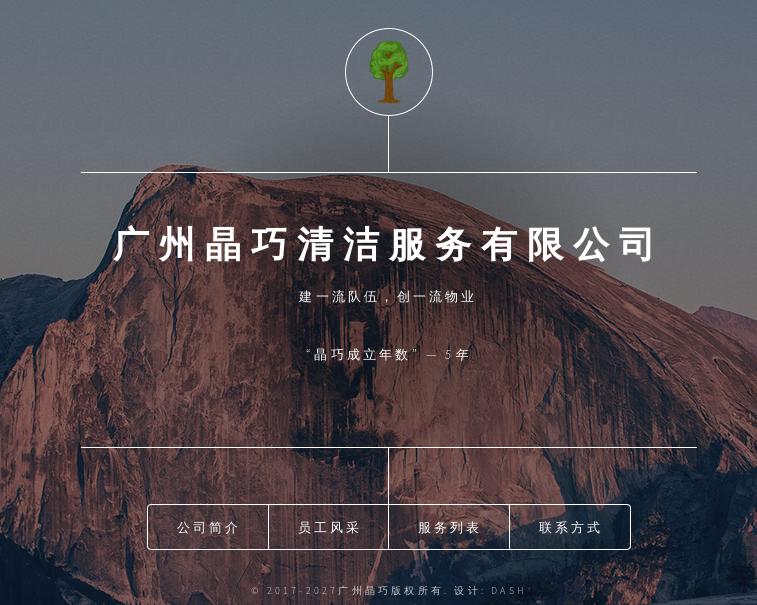 广州晶巧清洁服务有限公司
建一流队伍，创一流物业
“晶巧成立年数” — 5年
公司简介 员工风采 服务列表 联系方式
© 2017-2027广州晶巧版权所有. 设计: DASH